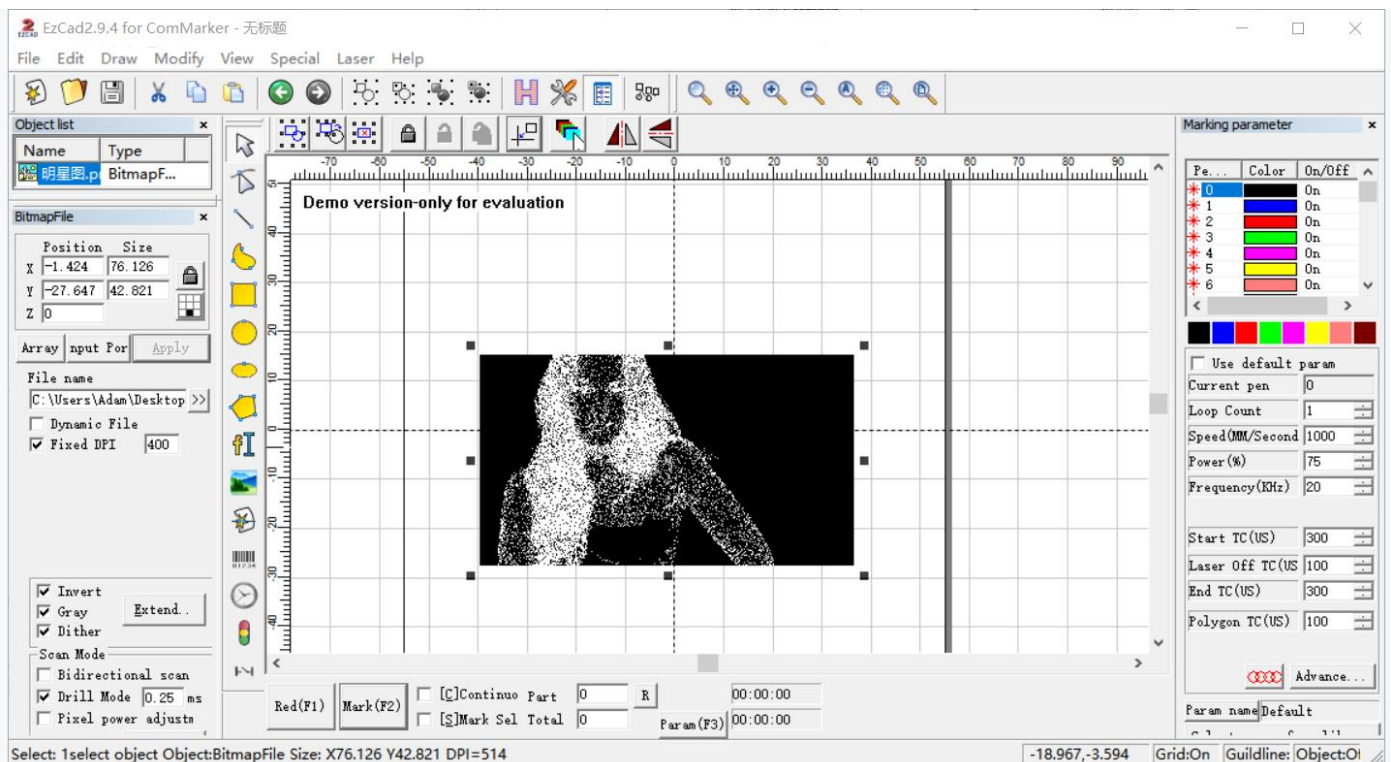 EzCad2.9.4 for ComMarker - 无标题
File Edit Draw Modify View Special Laser Help
Object list
Name Type
明星图.p BitmapF...
BitmapFile
Position Size
X -1.424 76.126
Y -27.647 42.821
Z 0
Array nput Por Apply
File name
C:\Users\Adam\Desktop >>
Dynamic File
Fixed DPI 400
Invert
Gray Extend..
Dither
Scan Mode
Bidirectional scan
Drill Mode 0.25 ms
Pixel power adjustm
-70 -60 -50 -40 -30 -20 -10 0 10 20 30 40 50 60 70 80 90
Demo version-only for evaluation
Red(F1) Mark(F2) [C]Continuo Part 0 R 00:00:00
[S]Mark Sel Total 0 Param(F3) 00:00:00
Marking parameter
Pe... Color On/Off
0 On
1 On
2 On
3 On
4 On
5 On
6 On
Use default param
Current pen 0
Loop Count 1
Speed(MM/Second 1000
Power(%) 75
Frequency(KHz) 20
Start TC(US) 300
Laser Off TC(US 100
End TC(US) 300
Polygon TC(US) 100
Advance...
Param name Default
Select: 1select object Object:BitmapFile Size: X76.126 Y42.821 DPI=514
-18.967,-3.594 Grid:On Guildline: Object:Of